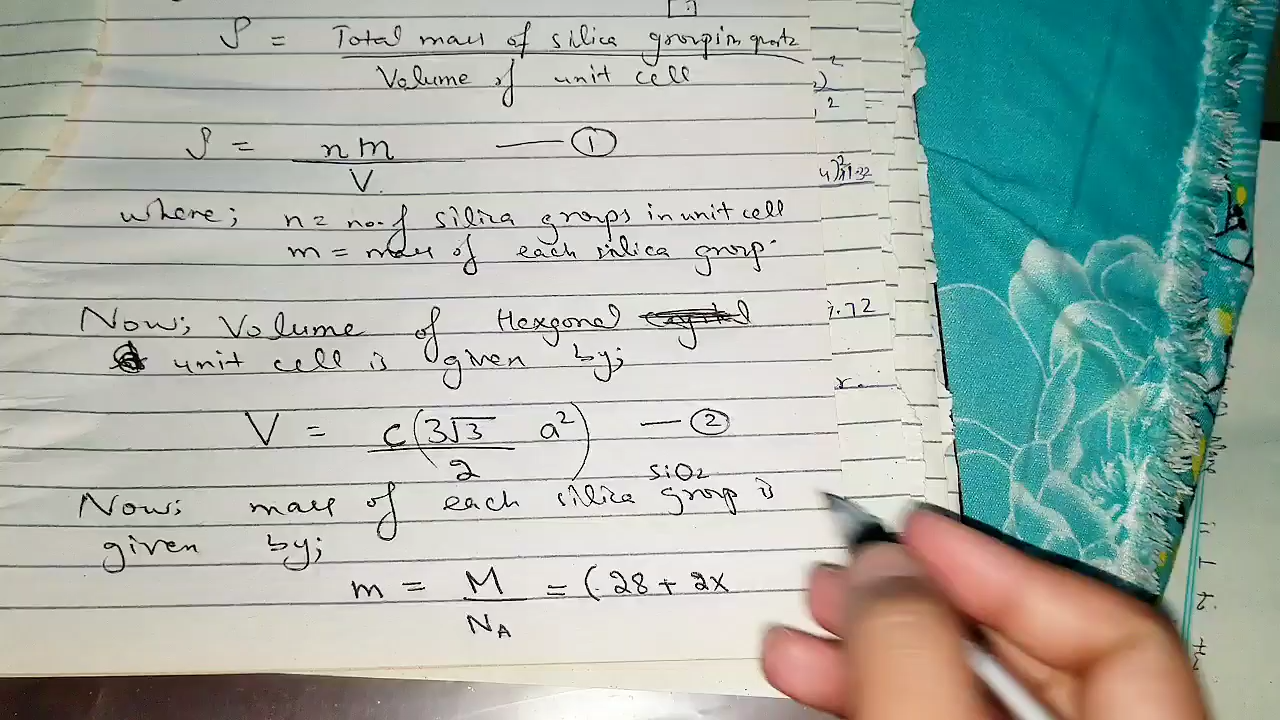 ρ = Total mass of silica group in quartz
Volume of unit cell
ρ = nm —— ①
V.
where; n = no. of silica groups in unit cell
m = mass of each silica group.
Now; Volume of Hexgonal
unit cell is given by;
V = c(3√3 a²) — ②
2
SiO₂
Now; mass of each silica group is
given by;
m = M = (28 + 2x
N_A